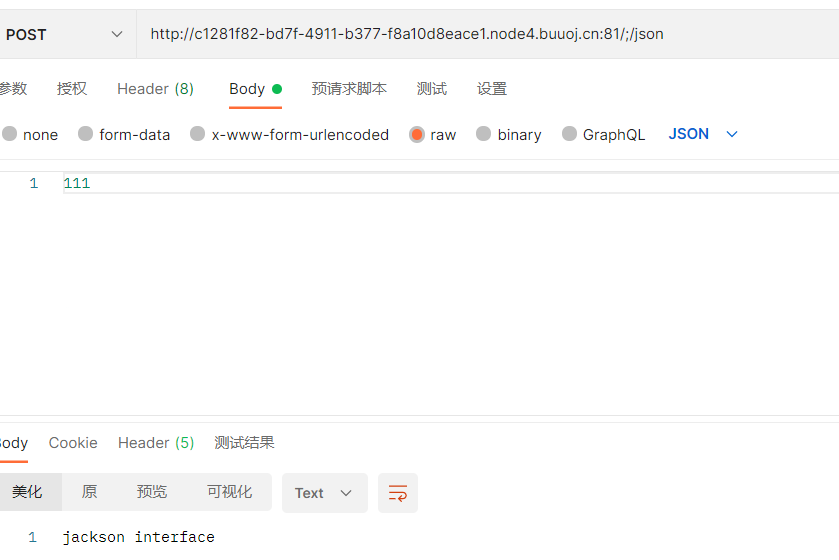 POST http://c1281f82-bd7f-4911-b377-f8a10d8eace1.node4.buuoj.cn:81/;/json
参数 授权 Header (8) Body 预请求脚本 测试 设置
none form-data x-www-form-urlencoded raw binary GraphQL JSON
1 111
Body Cookie Header (5) 测试结果
美化 原 预览 可视化 Text
1 jackson interface